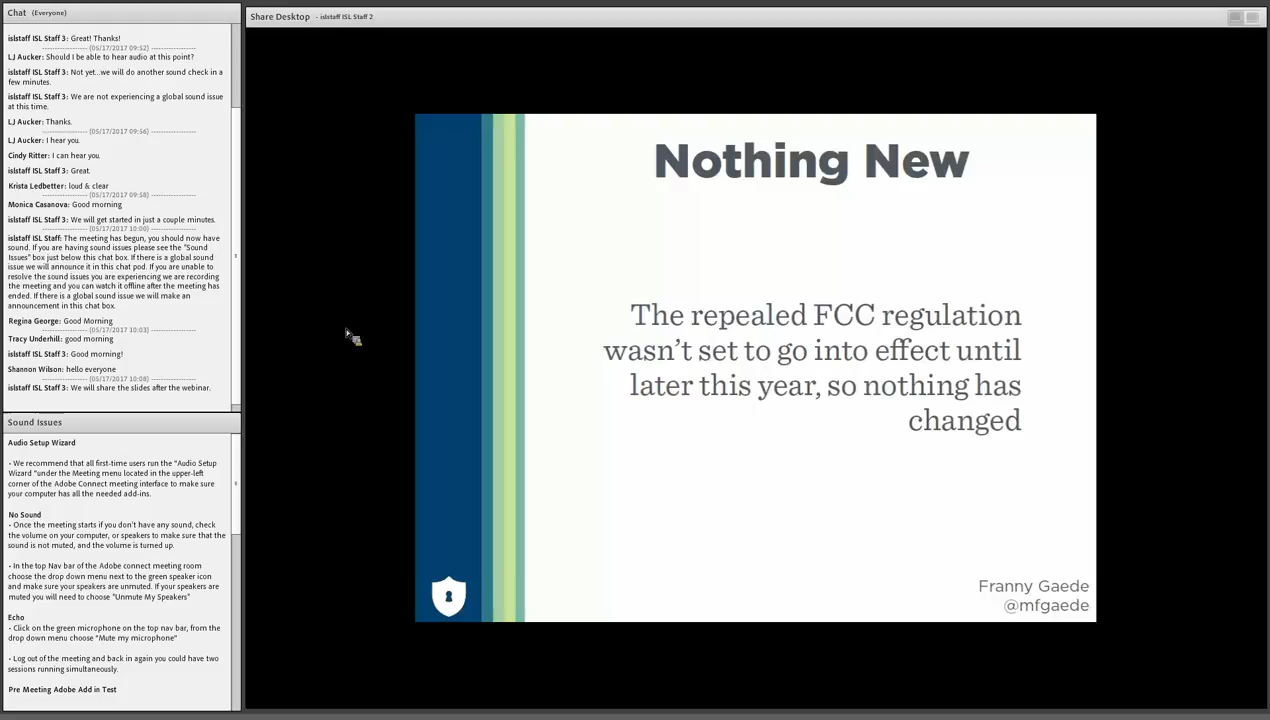 Chat (Everyone)
islstaff ISL Staff 3: Great! Thanks!
------------------ (05/17/2017 09:52) ------------------
LJ Aucker: Should I be able to hear audio at this point?
islstaff ISL Staff 3: Not yet...we will do another sound check in a
few minutes.
islstaff ISL Staff 3: We are not experiencing a global sound issue
at this time.
LJ Aucker: Thanks.
------------------ (05/17/2017 09:56) ------------------
LJ Aucker: I hear you.
Cindy Ritter: I can hear you.
islstaff ISL Staff 3: Great.
Krista Ledbetter: loud & clear
------------------ (05/17/2017 09:58) ------------------
Monica Casanova: Good morning
islstaff ISL Staff 3: We will get started in just a couple minutes.
------------------ (05/17/2017 10:00) ------------------
islstaff ISL Staff: The meeting has begun, you should now have
sound. If you are having sound issues please see the "Sound
Issues" box just below this chat box. If there is a global sound
issue we will announce it in this chat pod. If you are unable to
resolve the sound issues you are experiencing we are recording
the meeting and you can watch it offline after the meeting has
ended. If there is a global sound issue we will make an
announcement in this chat box.
Regina George: Good Morning
------------------ (05/17/2017 10:03) ------------------
Tracy Underhill: good morning
islstaff ISL Staff 3: Good morning!
Shannon Wilson: hello everyone
------------------ (05/17/2017 10:08) ------------------
islstaff ISL Staff 3: We will share the slides after the webinar.
Sound Issues
Audio Setup Wizard
• We recommend that all first-time users run the "Audio Setup
Wizard "under the Meeting menu located in the upper-left
corner of the Adobe Connect meeting interface to make sure
your computer has all the needed add-ins.
No Sound
• Once the meeting starts if you don't have any sound, check
the volume on your computer, or speakers to make sure that the
sound is not muted, and the volume is turned up.
• In the top Nav bar of the Adobe connect meeting room
choose the drop down menu next to the green speaker icon
and make sure your speakers are unmuted. If your speakers are
muted you will need to choose "Unmute My Speakers"
Echo
• Click on the green microphone on the top nav bar, from the
drop down menu choose "Mute my microphone"
• Log out of the meeting and back in again you could have two
sessions running simultaneously.
Pre Meeting Adobe Add in Test
Share Desktop - islstaff ISL Staff 2
Nothing New
The repealed FCC regulation
wasn't set to go into effect until
later this year, so nothing has
changed
Franny Gaede
@mfgaede